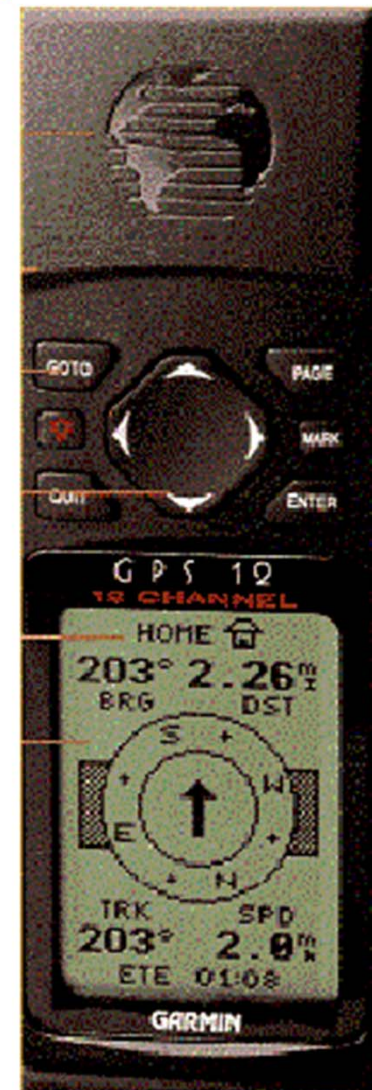 GOTO PAGE
MARK
QUIT ENTER
GPS 12
12 CHANNEL
HOME
203° 2.26 mi
BRG DST
S
W
E
N
TRK SPD
203° 2.0
ETE 01:08
GARMIN